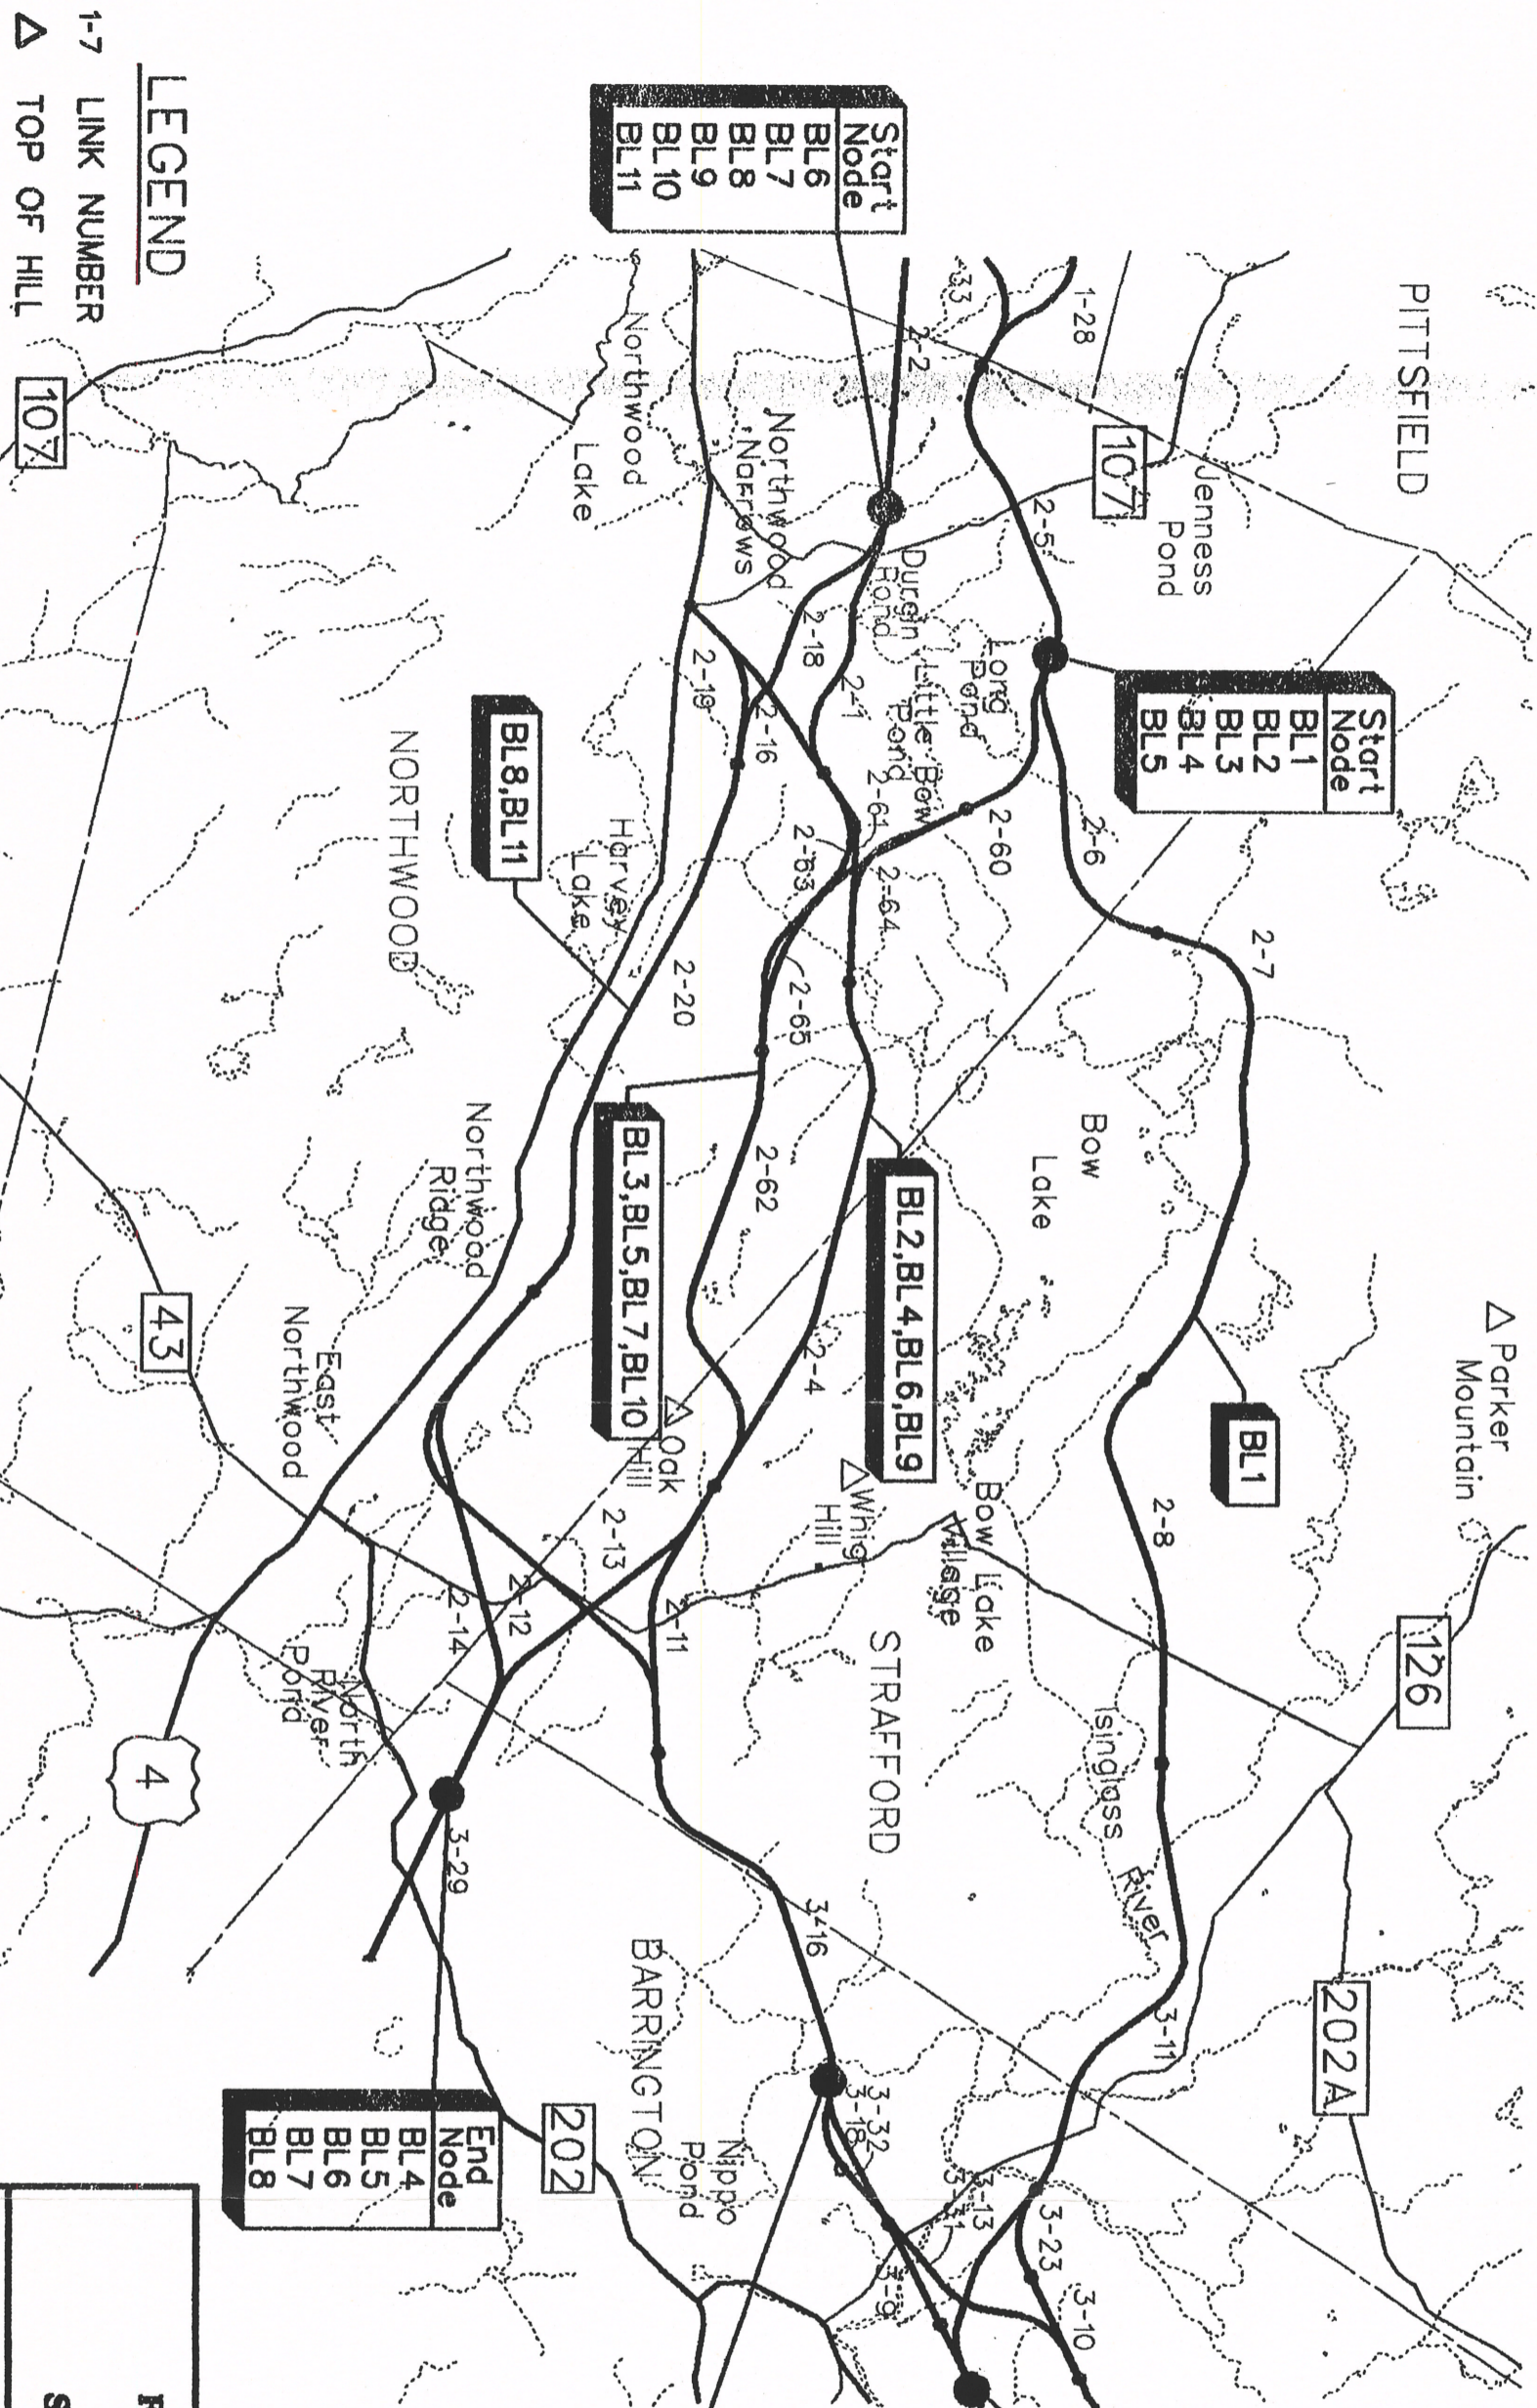 PITTSFIELD
Jenness
Pond
107
1-28
33
2-2
2-5
Start
Node
BL6
BL7
BL8
BL9
BL10
BL11
Start
Node
BL1
BL2
BL3
BL4
BL5
Long
Pond
Little Bow
Pond
Durgin
Pond
Northwood
Narrows
Northwood
Lake
2-18
2-1
2-19
2-16
2-61
2-60
2-6
2-7
2-63
2-64
2-65
2-20
2-62
BL8,BL11
Harvey
Lake
NORTHWOOD
Northwood
Ridge
Bow
Lake
BL3,BL5,BL7,BL10
BL2,BL4,BL6,BL9
BL1
△ Parker
Mountain
2-4
2-8
△ Oak
Hill
△ Whig
Hill
Bow Lake
Village
43
East
Northwood
2-13
2-12
2-14
2-11
STRAFFORD
126
Isinglass
River
North
River
Pond
4
3-29
3-16
BARRINGTON
202A
3-11
3-32
3-18
3-13
3-31
3-23
3-9
3-10
Nippo
Pond
202
End
Node
BL4
BL5
BL6
BL7
BL8
LEGEND
1-7 LINK NUMBER
△ TOP OF HILL
107